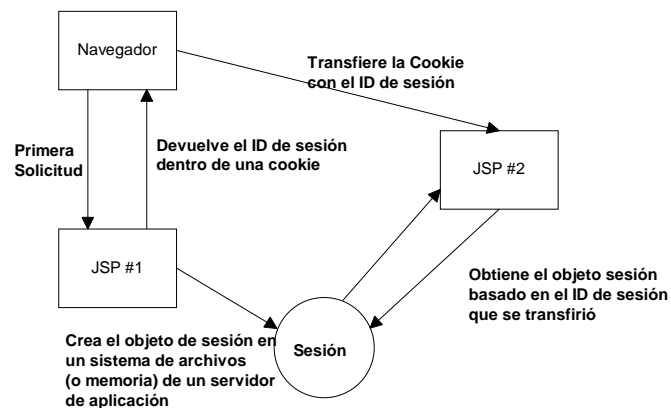 Navegador
Transfiere la Cookie
con el ID de sesión
Primera
Solicitud
Devuelve el ID de sesión
dentro de una cookie
JSP #2
JSP #1
Obtiene el objeto sesión
basado en el ID de sesión
que se transfirió
Crea el objeto de sesión en
un sistema de archivos
(o memoria) de un servidor
de aplicación
Sesión